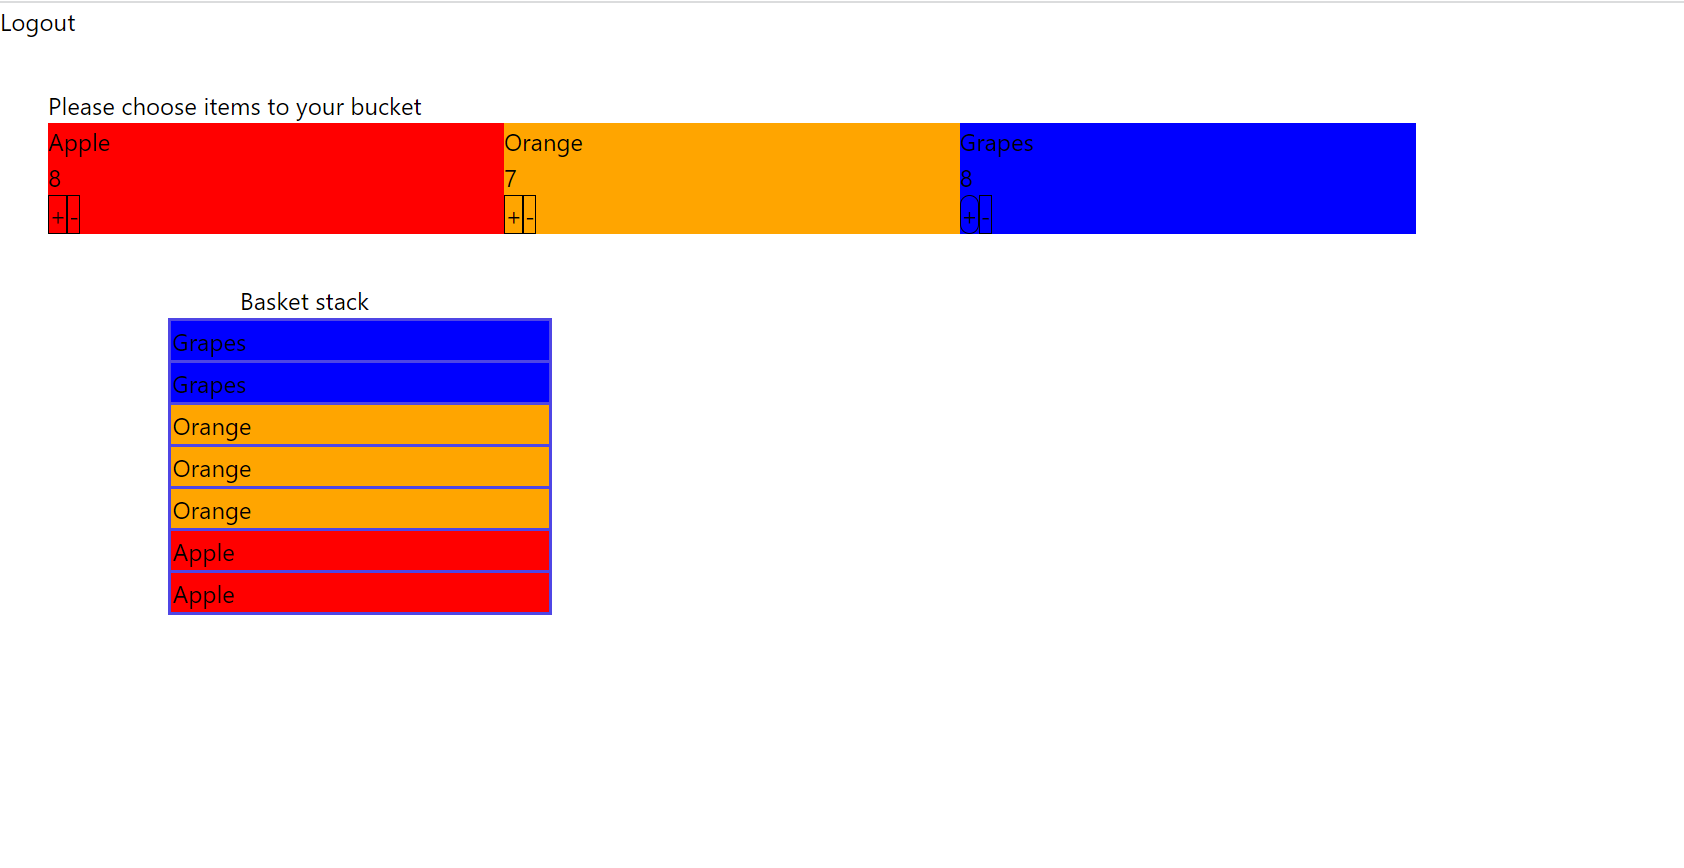 Logout
Please choose items to your bucket
Apple Orange Grapes
8 7 8
+ - + - + -
Basket stack
Grapes
Grapes
Orange
Orange
Orange
Apple
Apple